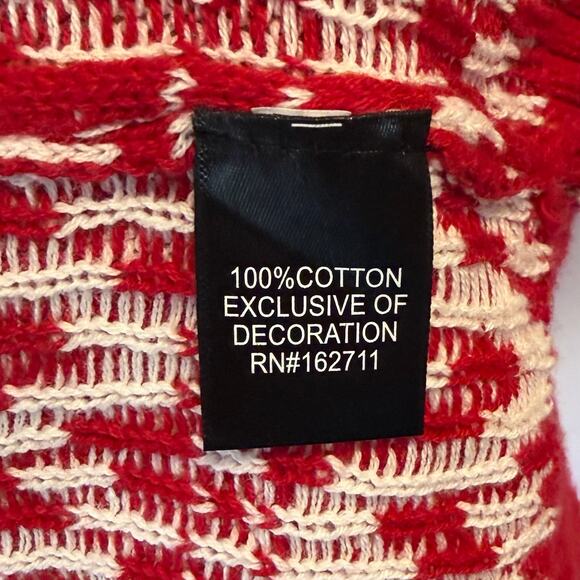 100%COTTON
EXCLUSIVE OF
DECORATION
RN#162711